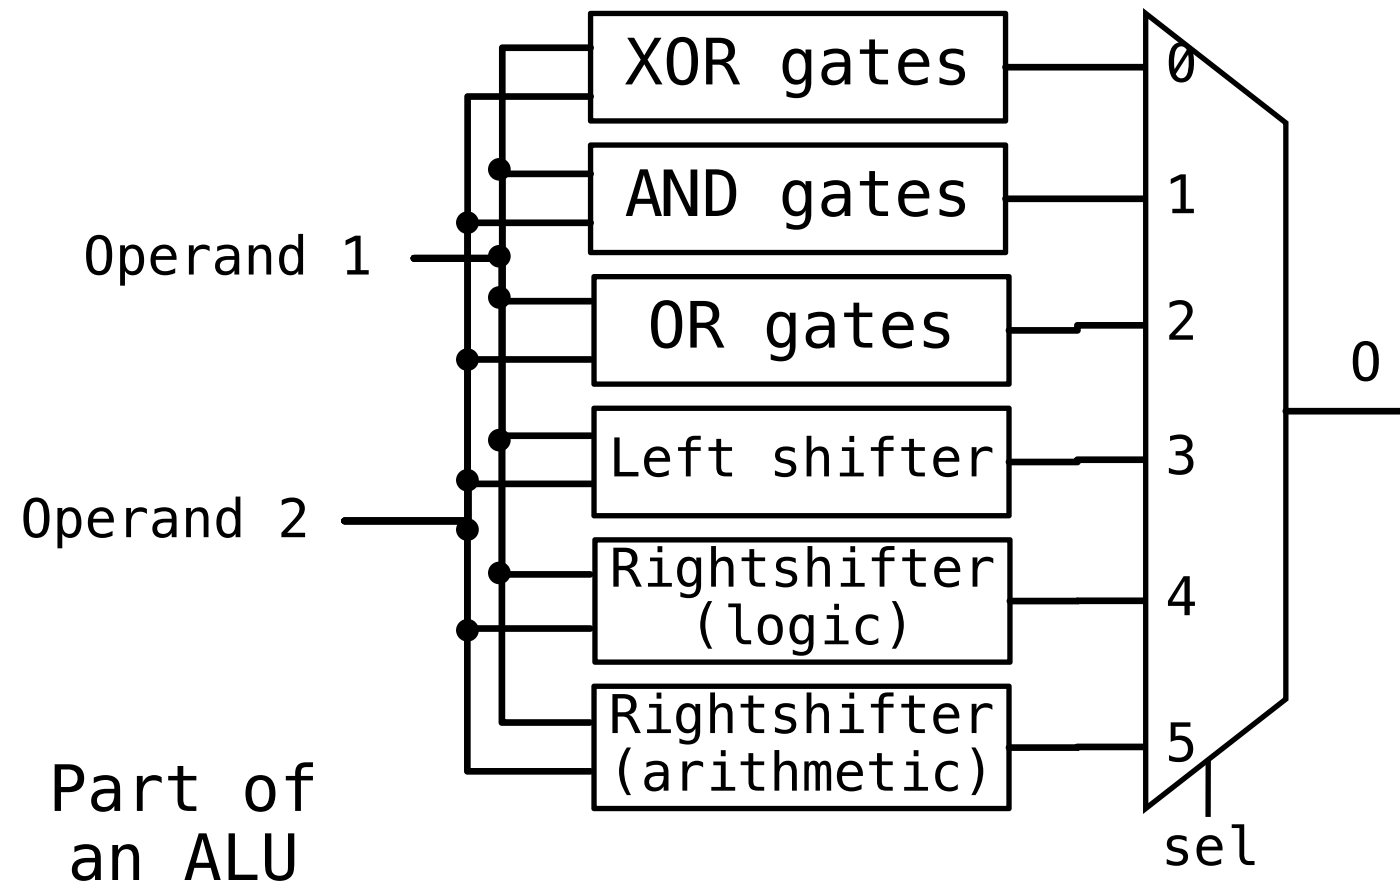 XOR gates
0
AND gates
1
Operand 1
OR gates
2
O
Left shifter
3
Operand 2
Rightshifter
(logic)
4
Rightshifter
(arithmetic)
5
Part of
an ALU
sel